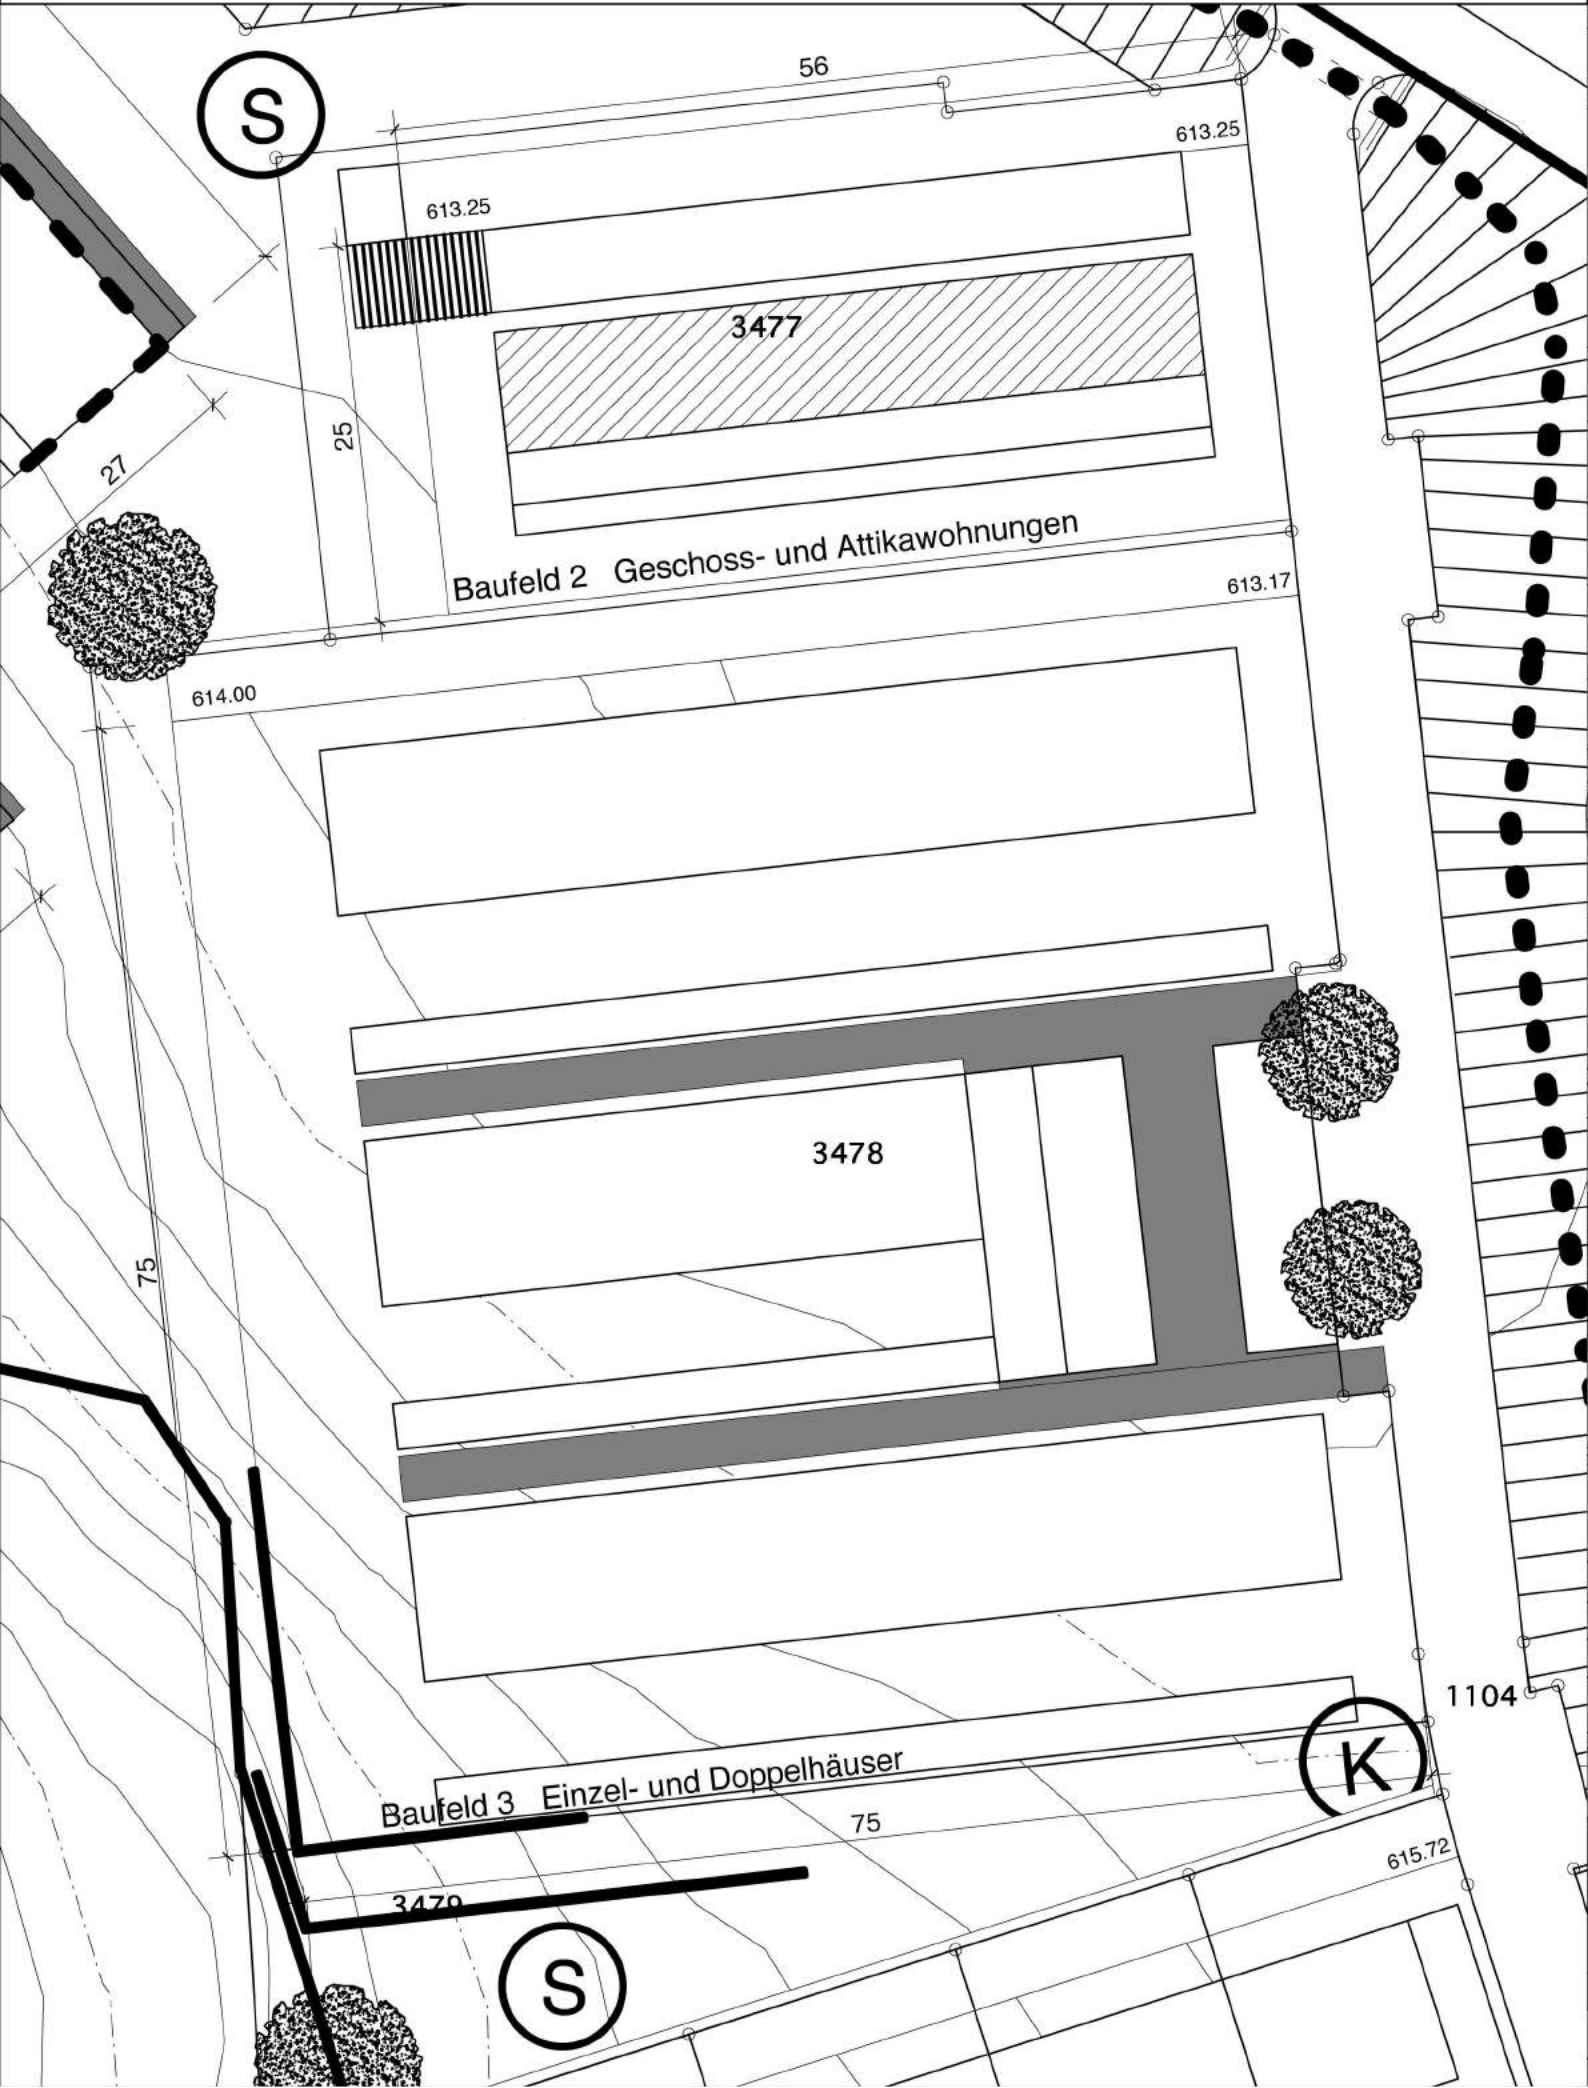 56
S
613.25
613.25
3477
25
27
Baufeld 2 Geschoss- und Attikawohnungen
613.17
614.00
3478
75
1104
K
Baufeld 3 Einzel- und Doppelhäuser
75
615.72
3479
S